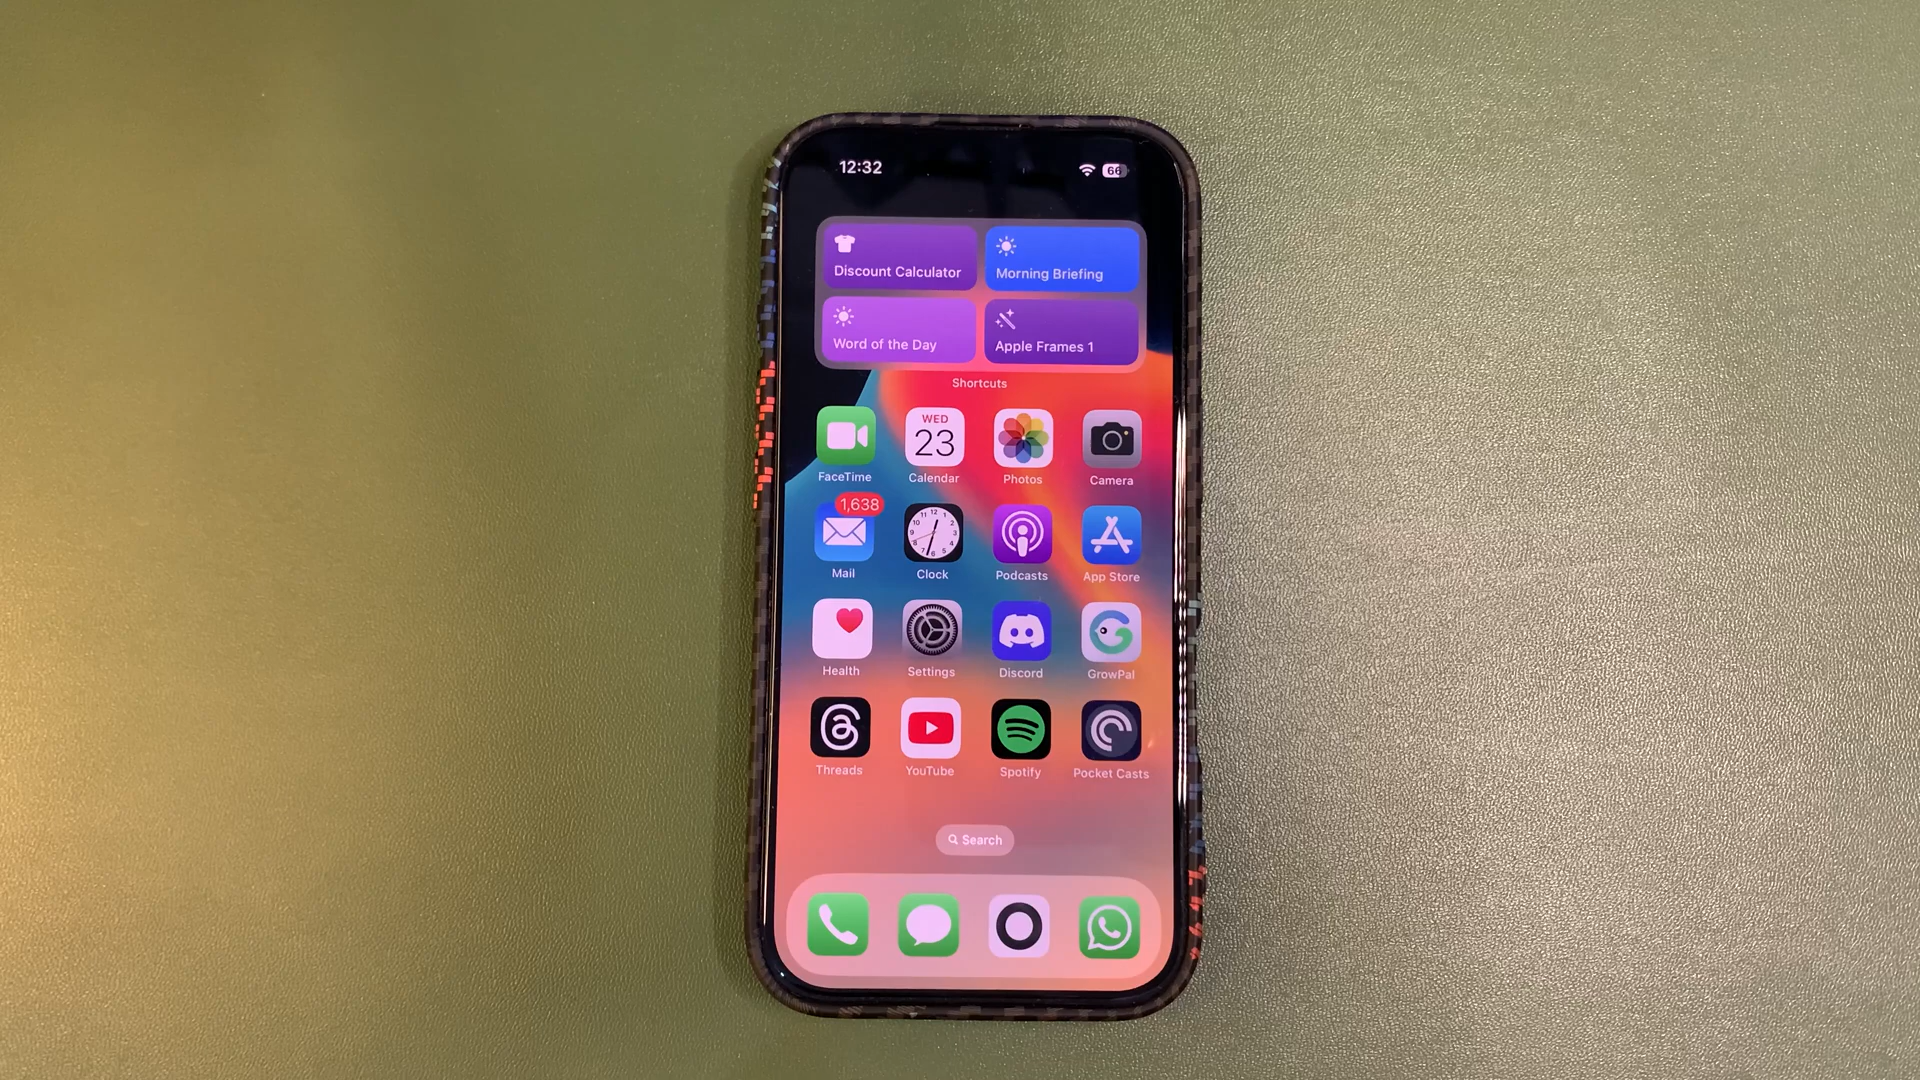 12:32
66
Discount Calculator
Morning Briefing
Word of the Day
Apple Frames 1
Shortcuts
WED
23
FaceTime
Calendar
Photos
Camera
1,638
Mail
Clock
Podcasts
App Store
Health
Settings
Discord
GrowPal
Threads
YouTube
Spotify
Pocket Casts
Search